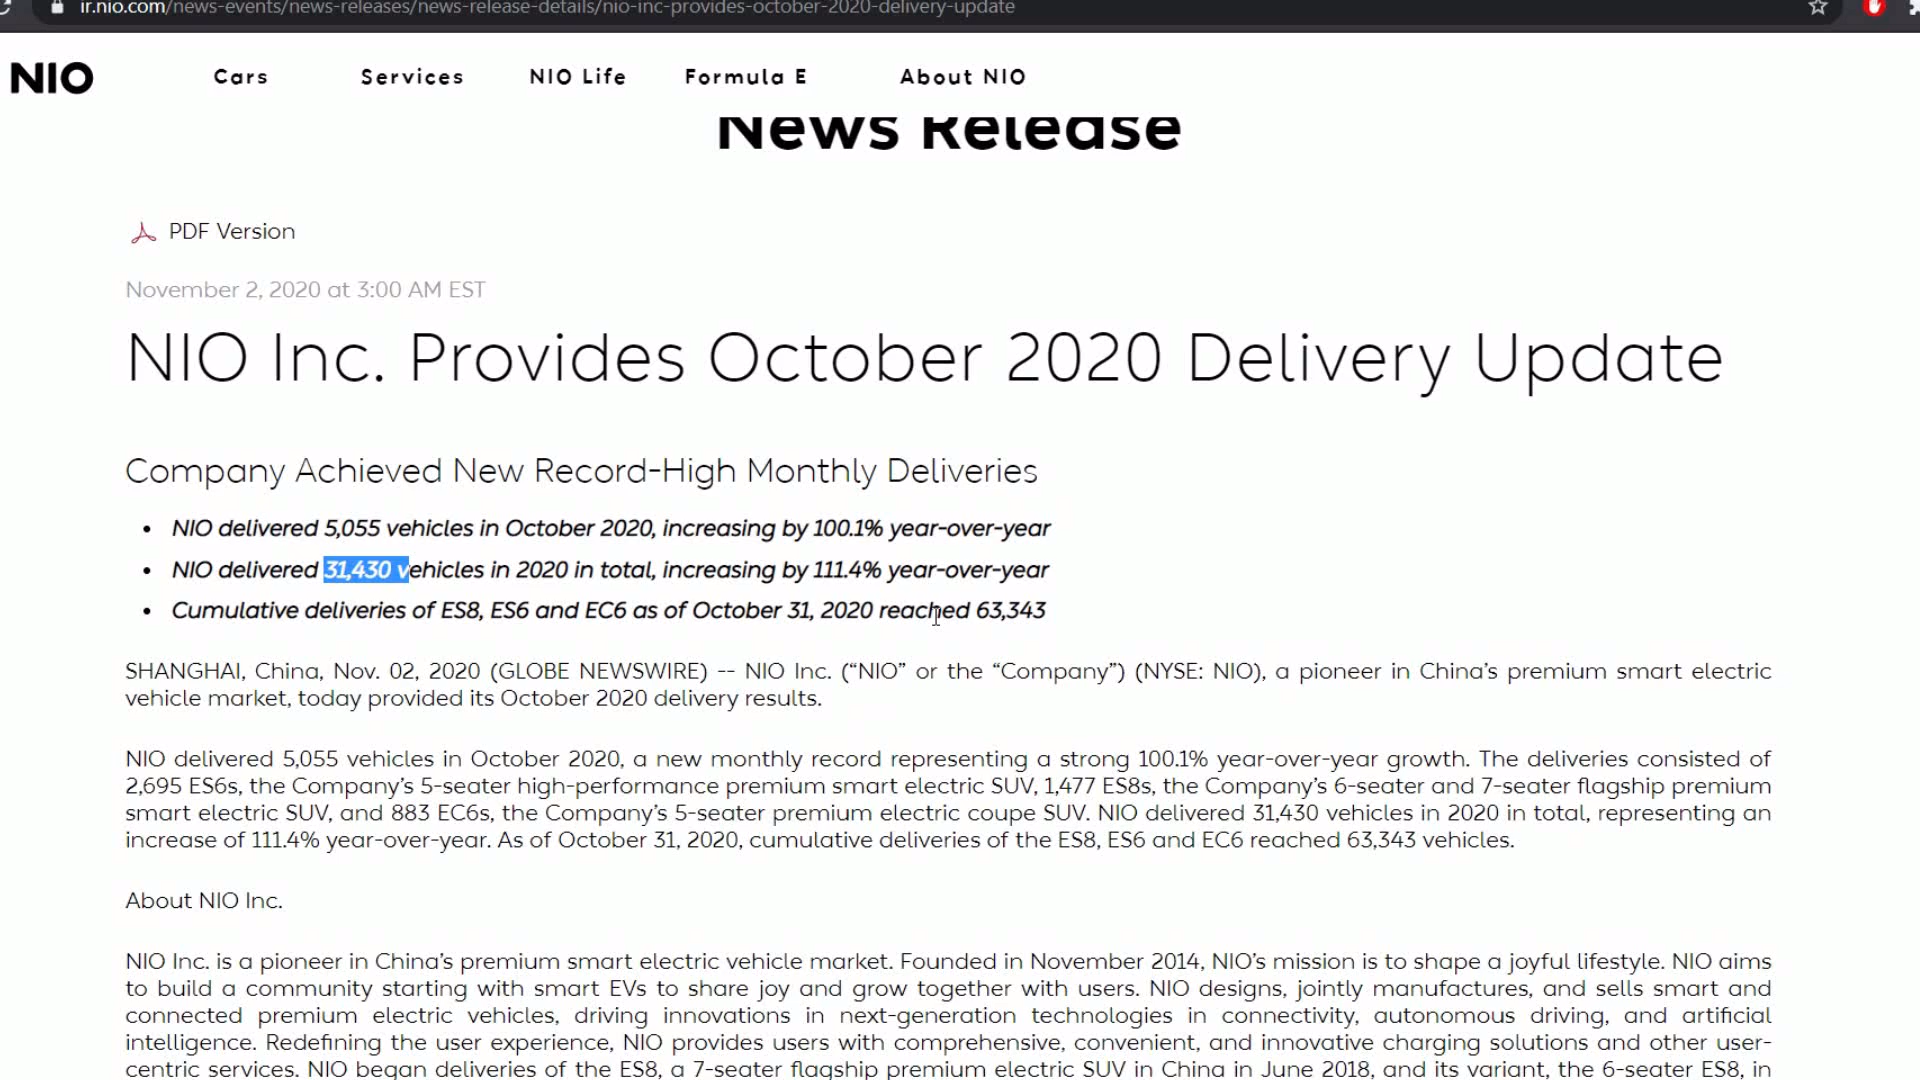 ir.nio.com/news-events/news-releases/news-release-details/nio-inc-provides-october-2020-delivery-update
NIO Cars Services NIO Life Formula E About NIO
News Release
PDF Version
November 2, 2020 at 3:00 AM EST
NIO Inc. Provides October 2020 Delivery Update
Company Achieved New Record-High Monthly Deliveries
• NIO delivered 5,055 vehicles in October 2020, increasing by 100.1% year-over-year
• NIO delivered 31,430 vehicles in 2020 in total, increasing by 111.4% year-over-year
• Cumulative deliveries of ES8, ES6 and EC6 as of October 31, 2020 reached 63,343
SHANGHAI, China, Nov. 02, 2020 (GLOBE NEWSWIRE) -- NIO Inc. (“NIO” or the “Company”) (NYSE: NIO), a pioneer in China’s premium smart electric
vehicle market, today provided its October 2020 delivery results.
NIO delivered 5,055 vehicles in October 2020, a new monthly record representing a strong 100.1% year-over-year growth. The deliveries consisted of
2,695 ES6s, the Company’s 5-seater high-performance premium smart electric SUV, 1,477 ES8s, the Company’s 6-seater and 7-seater flagship premium
smart electric SUV, and 883 EC6s, the Company’s 5-seater premium electric coupe SUV. NIO delivered 31,430 vehicles in 2020 in total, representing an
increase of 111.4% year-over-year. As of October 31, 2020, cumulative deliveries of the ES8, ES6 and EC6 reached 63,343 vehicles.
About NIO Inc.
NIO Inc. is a pioneer in China’s premium smart electric vehicle market. Founded in November 2014, NIO’s mission is to shape a joyful lifestyle. NIO aims
to build a community starting with smart EVs to share joy and grow together with users. NIO designs, jointly manufactures, and sells smart and
connected premium electric vehicles, driving innovations in next-generation technologies in connectivity, autonomous driving, and artificial
intelligence. Redefining the user experience, NIO provides users with comprehensive, convenient, and innovative charging solutions and other user-
centric services. NIO began deliveries of the ES8, a 7-seater flagship premium electric SUV in China in June 2018, and its variant, the 6-seater ES8, in